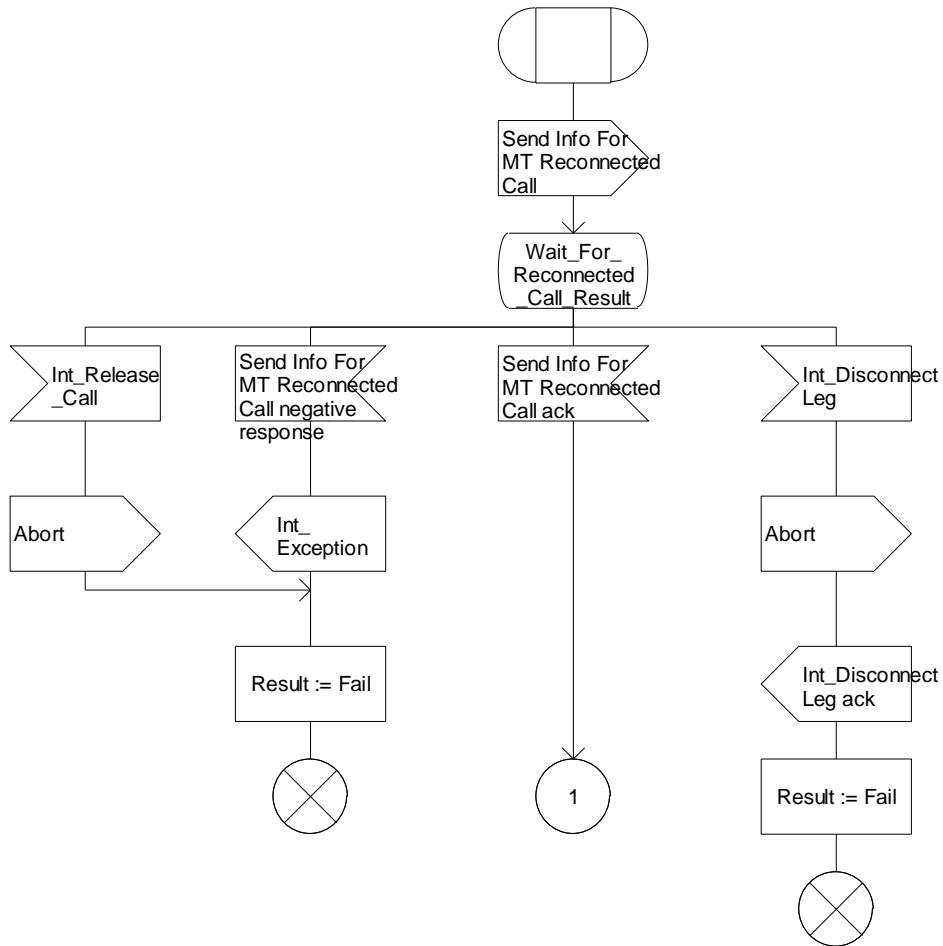 Send Info For
MT Reconnected
Call
Wait_For_
Reconnected
_Call_Result
Int_Release
_Call
Send Info For
MT Reconnected
Call negative
response
Send Info For
MT Reconnected
Call ack
Int_Disconnect
Leg
Abort
Int_
Exception
Abort
Result := Fail
Int_Disconnect
Leg ack
1
Result := Fail